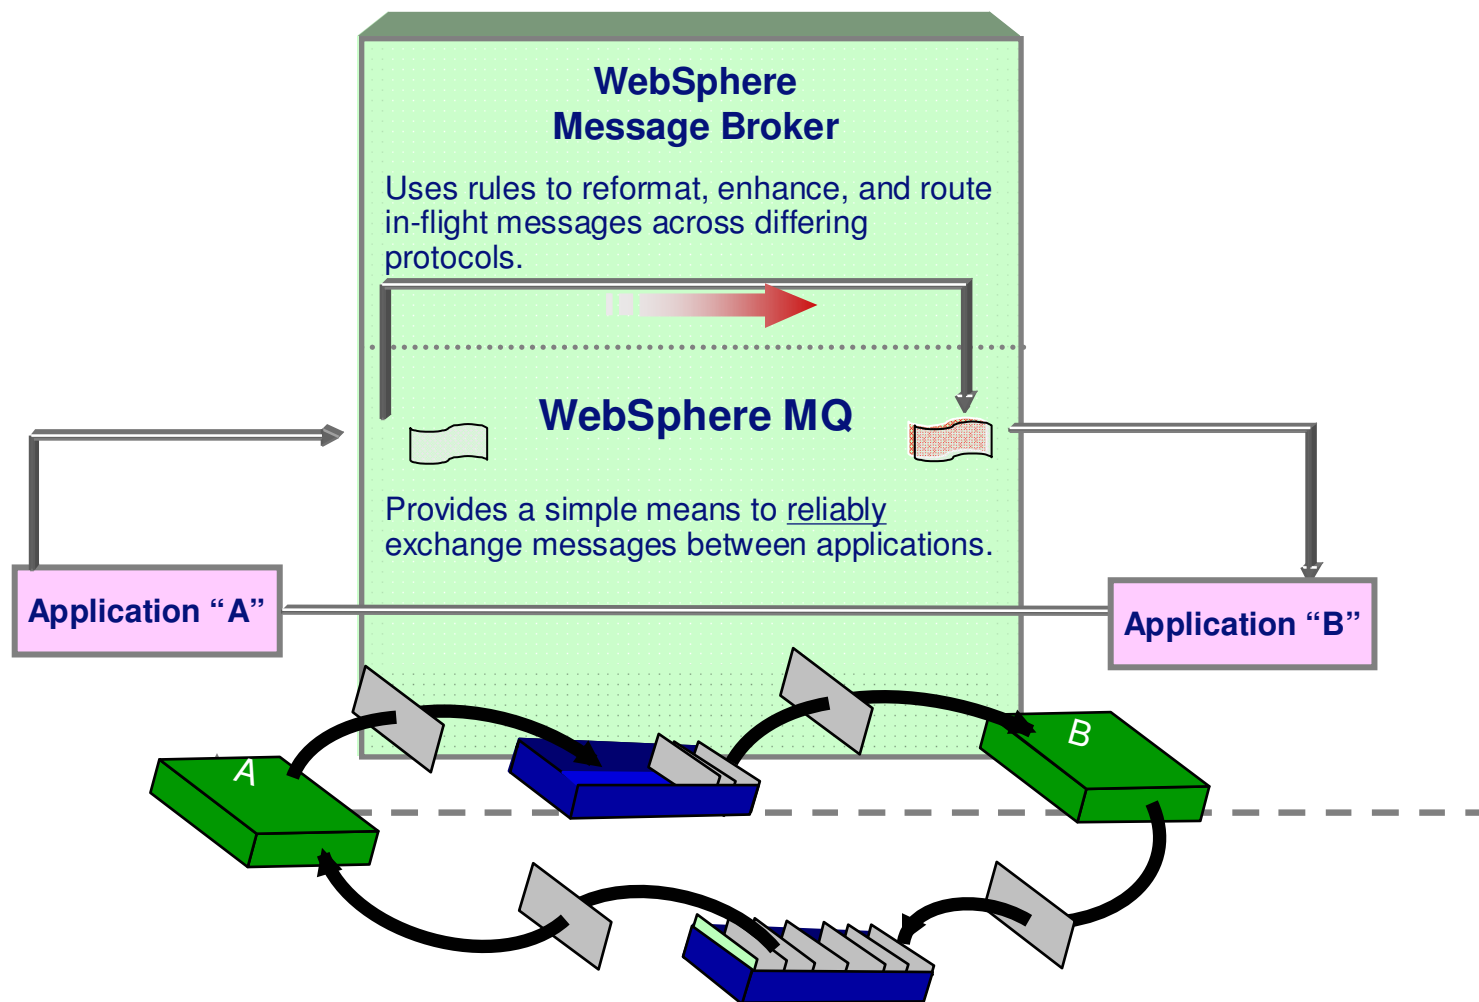 WebSphere
Message Broker
Uses rules to reformat, enhance, and route
in-flight messages across differing
protocols.
WebSphere MQ
Provides a simple means to reliably
exchange messages between applications.
Application “A”
Application “B”
A
B